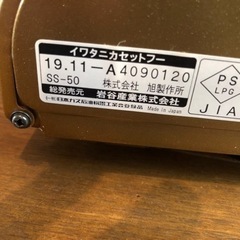 イワタニカセットフー
19.11-A4090120
SS-50 株式会社 旭製作所
総発売元 岩谷産業株式会社
Made in Japan
PS
LPG
JIA